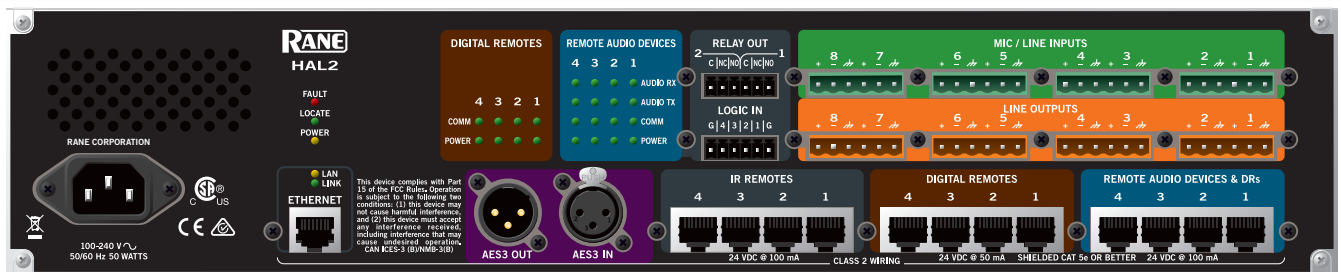 RANE
HAL2
FAULT
LOCATE
POWER
RANE CORPORATION
100-240 V
50/60 Hz 50 WATTS
C US
®
CE
LAN
LINK
ETHERNET
This device complies with Part
15 of the FCC Rules. Operation
is subject to the following two
conditions: (1) this device may
not cause harmful interference,
and (2) this device must accept
any interference received,
including interference that may
cause undesired operation.
CAN ICES-3 (B)/NMB-3(B)
DIGITAL REMOTES
4 3 2 1
COMM
POWER
REMOTE AUDIO DEVICES
4 3 2 1
AUDIO RX
AUDIO TX
COMM
POWER
RELAY OUT
2 1
C NC NO C NC NO
LOGIC IN
G 4 3 2 1 G
MIC / LINE INPUTS
8 7 6 5 4 3 2 1
+ − + − + − + − + − + − + − + −
LINE OUTPUTS
8 7 6 5 4 3 2 1
+ − + − + − + − + − + − + − + −
AES3 OUT
PUSH
AES3 IN
IR REMOTES
4 3 2 1
24 VDC @ 100 mA
DIGITAL REMOTES
4 3 2 1
24 VDC @ 50 mA
REMOTE AUDIO DEVICES & DRs
4 3 2 1
24 VDC @ 100 mA
CLASS 2 WIRING
SHIELDED CAT 5e OR BETTER